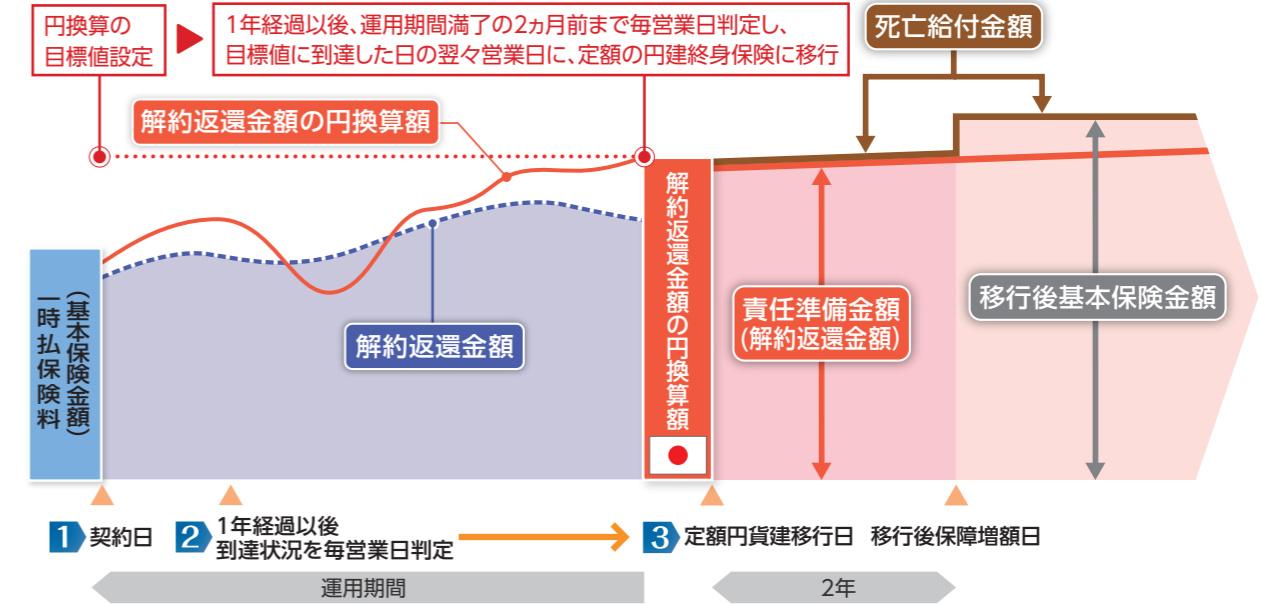 円換算の
目標値設定
1年経過以後、運用期間満了の2ヵ月前まで毎営業日判定し、
目標値に到達した日の翌々営業日に、定額の円建終身保険に移行
死亡給付金額
解約返還金額の円換算額
解約返還金額
一時払保険料
(基本保険金額)
解約返還金額の円換算額
責任準備金額
(解約返還金額)
移行後基本保険金額
1 契約日
2 1年経過以後
到達状況を毎営業日判定
3 定額円貨建移行日
移行後保障増額日
運用期間
2年